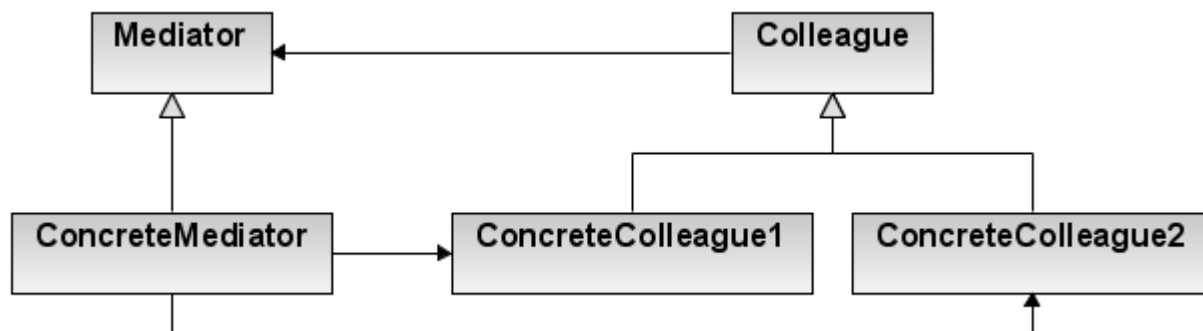 Mediator
Colleague
ConcreteMediator
ConcreteColleague1
ConcreteColleague2